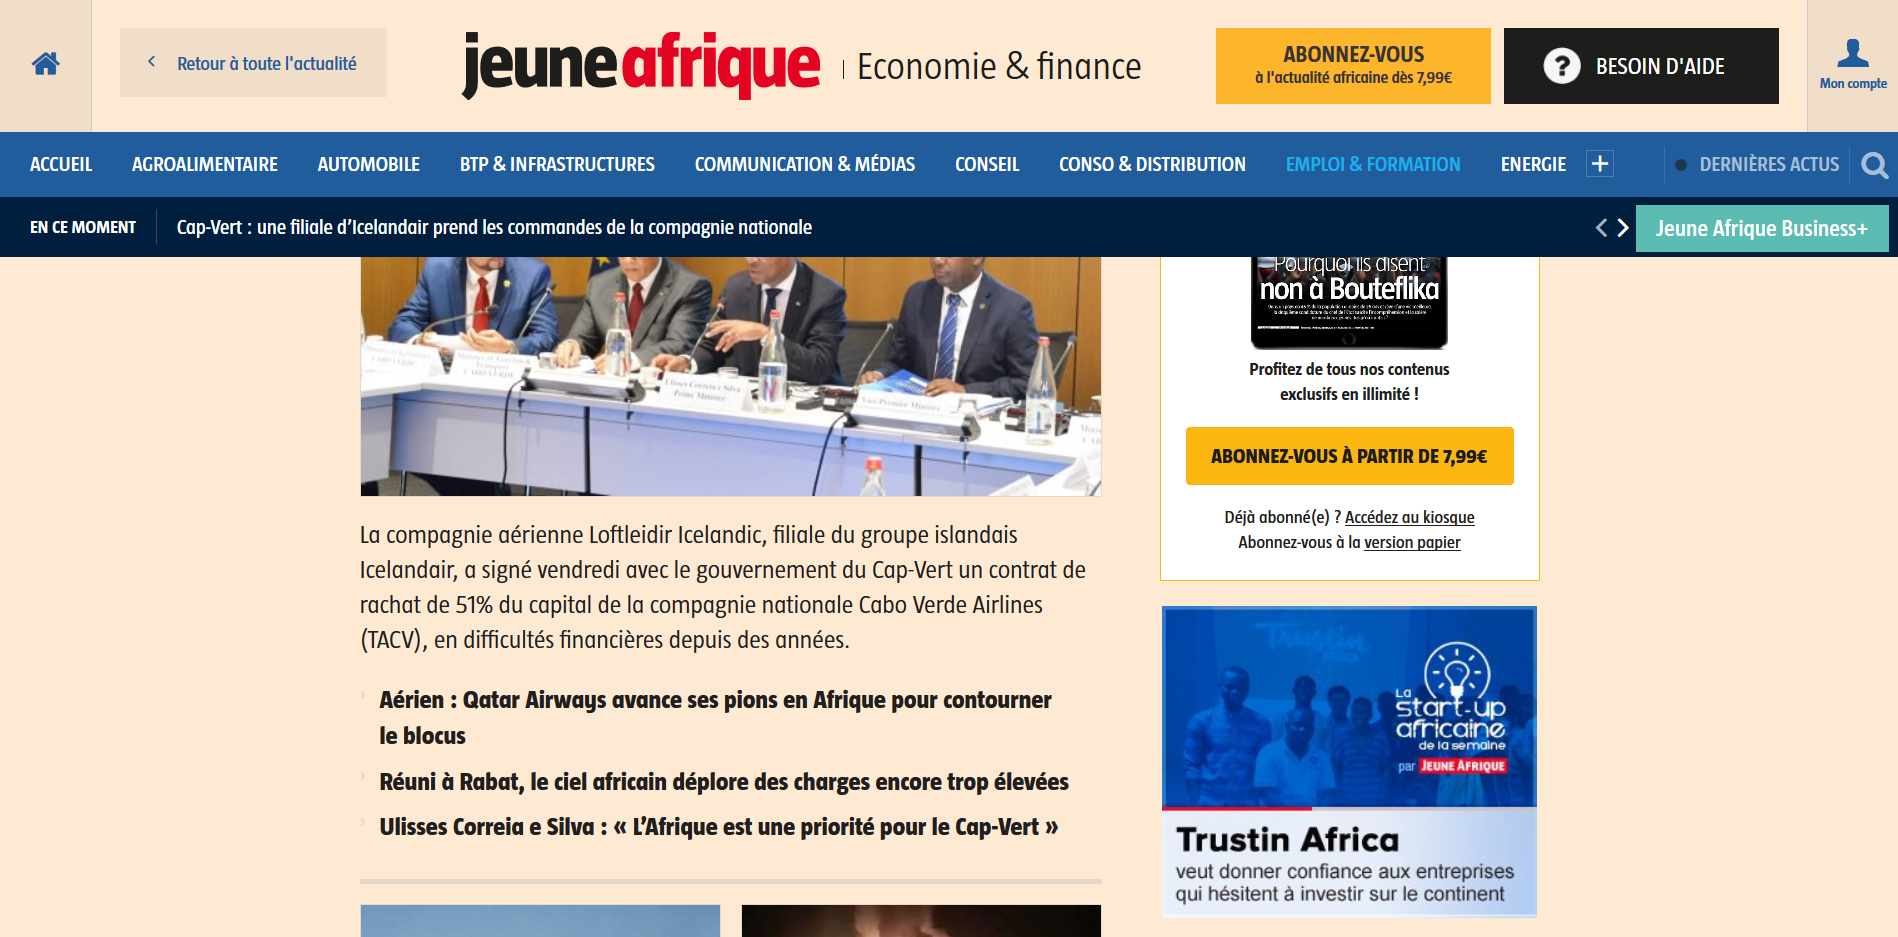 Retour à toute l'actualité
jeuneafrique
Economie & finance
ABONNEZ-VOUS
à l'actualité africaine dès 7,99€
? BESOIN D'AIDE
Mon compte
ACCUEIL AGROALIMENTAIRE AUTOMOBILE BTP & INFRASTRUCTURES COMMUNICATION & MÉDIAS CONSEIL CONSO & DISTRIBUTION EMPLOI & FORMATION ENERGIE + DERNIÈRES ACTUS
EN CE MOMENT Cap-Vert : une filiale d’Icelandair prend les commandes de la compagnie nationale
Jeune Afrique Business+
Ulisses Correia e Silva
Prime Minister
Vice-Premier Ministre
La compagnie aérienne Loftleidir Icelandic, filiale du groupe islandais
Icelandair, a signé vendredi avec le gouvernement du Cap-Vert un contrat de
rachat de 51% du capital de la compagnie nationale Cabo Verde Airlines
(TACV), en difficultés financières depuis des années.
› Aérien : Qatar Airways avance ses pions en Afrique pour contourner
le blocus
› Réuni à Rabat, le ciel africain déplore des charges encore trop élevées
› Ulisses Correia e Silva : « L’Afrique est une priorité pour le Cap-Vert »
Pourquoi ils disent
non à Bouteflika
Profitez de tous nos contenus
exclusifs en illimité !
ABONNEZ-VOUS À PARTIR DE 7,99€
Déjà abonné(e) ? Accédez au kiosque
Abonnez-vous à la version papier
Trustin
La
start-up
africaine
de la semaine
par JEUNE AFRIQUE
Trustin Africa
veut donner confiance aux entreprises
qui hésitent à investir sur le continent